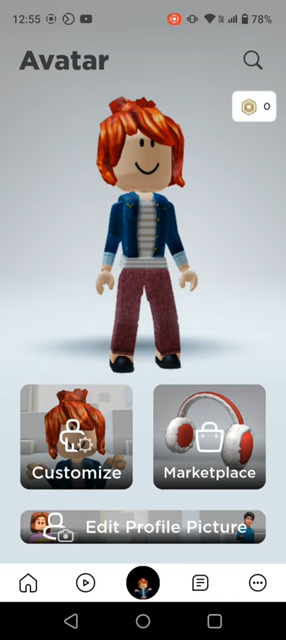 12:55
78%
Avatar
0
Customize
Marketplace
Edit Profile Picture